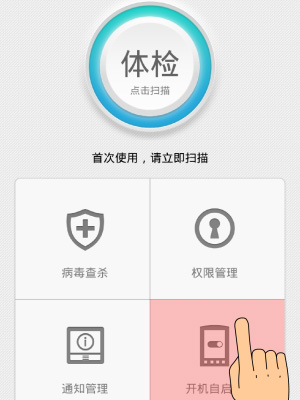 体检
点击扫描
首次使用，请立即扫描
病毒查杀
权限管理
通知管理
开机自启